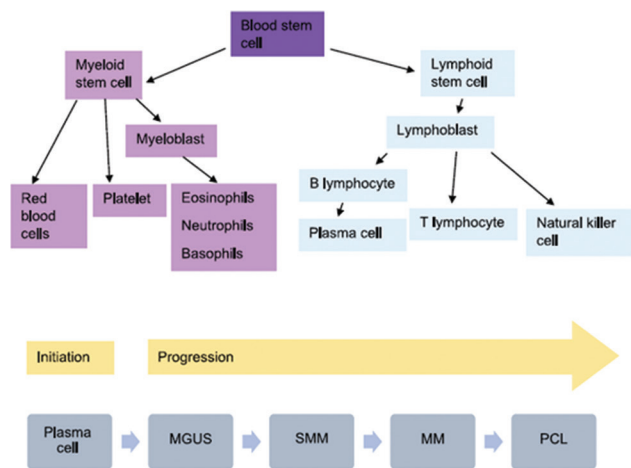 Blood stem
cell
Myeloid
stem cell
Lymphoid
stem cell
Myeloblast
Lymphoblast
Red
blood
cells
Platelet
Eosinophils
Neutrophils
Basophils
B lymphocyte
Plasma cell
T lymphocyte
Natural killer
cell
Initiation
Progression
Plasma
cell
MGUS
SMM
MM
PCL